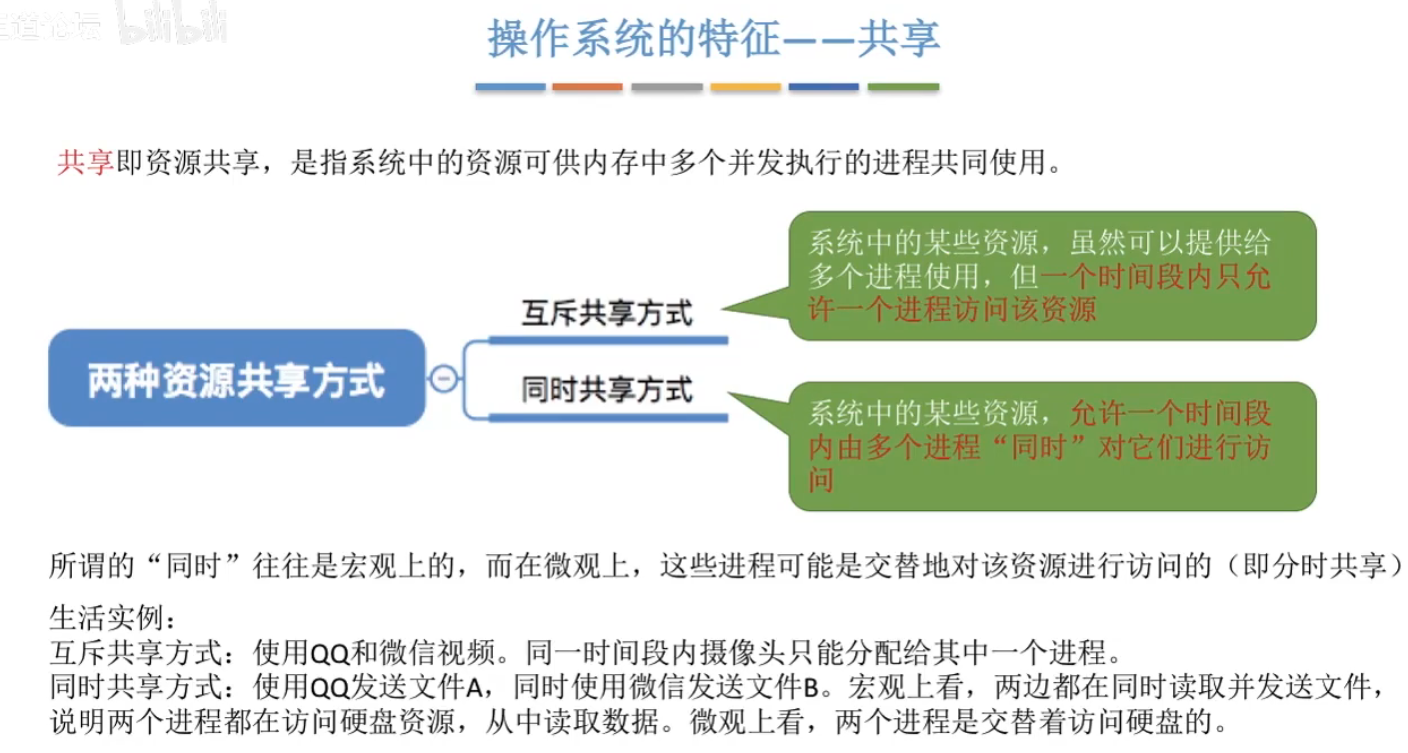 bilibili
操作系统的特征——共享
共享即资源共享，是指系统中的资源可供内存中多个并发执行的进程共同使用。
系统中的某些资源，虽然可以提供给
多个进程使用，但一个时间段内只允
许一个进程访问该资源
互斥共享方式
两种资源共享方式
同时共享方式
系统中的某些资源，允许一个时间段
内由多个进程“同时”对它们进行访
问
所谓的“同时”往往是宏观上的，而在微观上，这些进程可能是交替地对该资源进行访问的（即分时共享）
生活实例：
互斥共享方式：使用QQ和微信视频。同一时间段内摄像头只能分配给其中一个进程。
同时共享方式：使用QQ发送文件A，同时使用微信发送文件B。宏观上看，两边都在同时读取并发送文件，
说明两个进程都在访问硬盘资源，从中读取数据。微观上看，两个进程是交替着访问硬盘的。